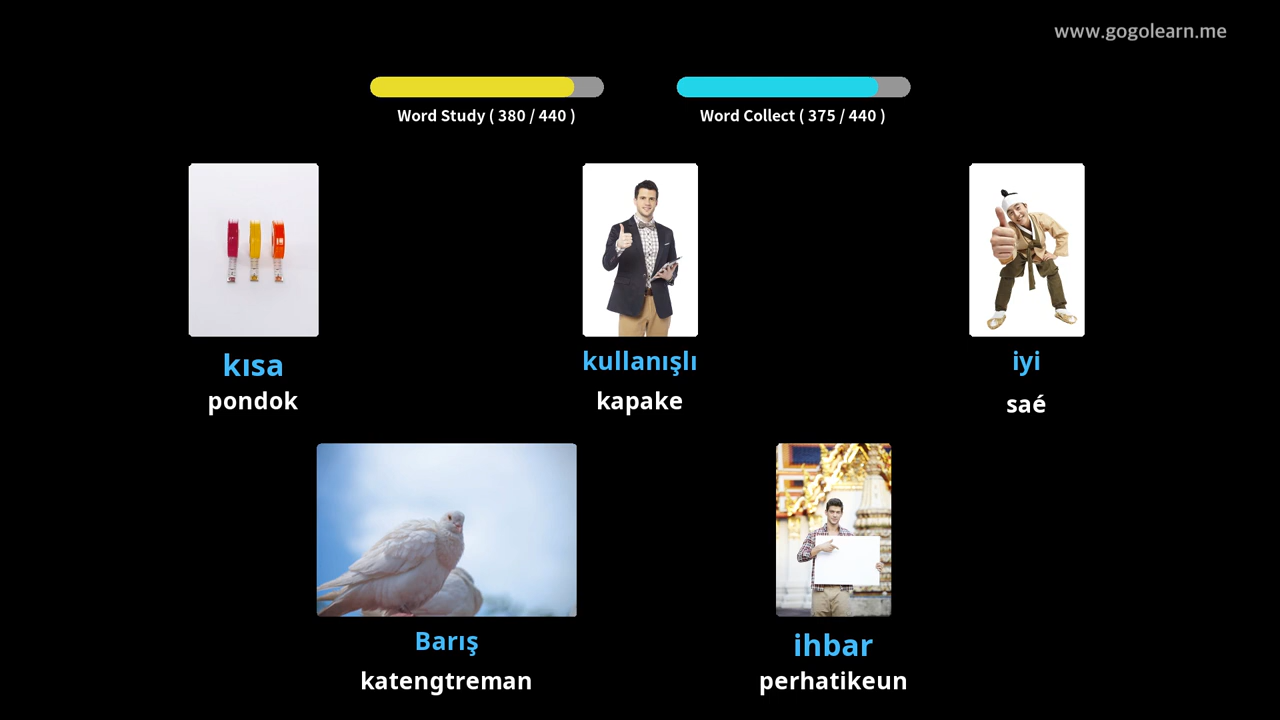 www.gogolearn.me
Word Study ( 380 / 440 )
Word Collect ( 375 / 440 )
kısa
pondok
kullanışlı
kapake
iyi
saé
Barış
katengtreman
ihbar
perhatikeun